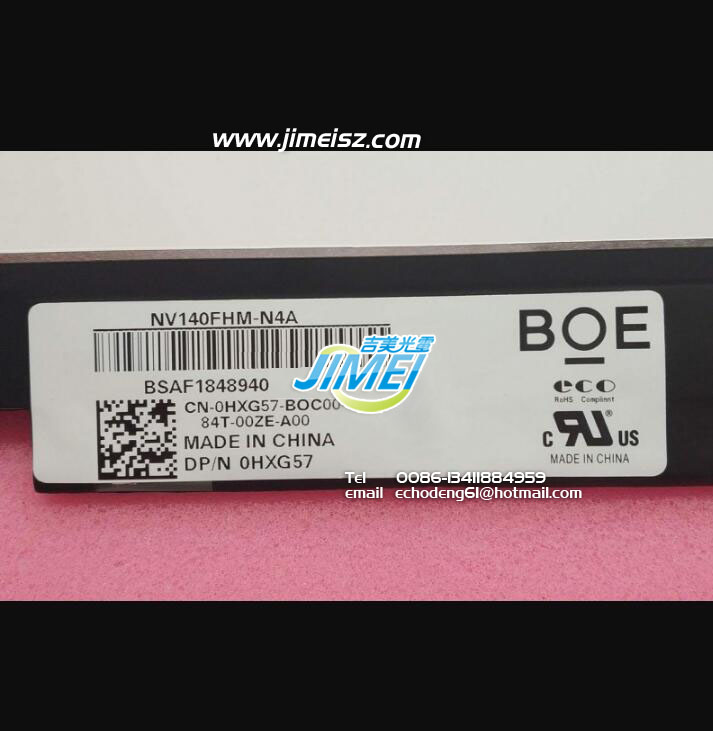 www.jimeisz.com
NV140FHM-N4A
BOE
吉美光電
JIMEI
BSAF1848940
eco
RoHS Compliant
CN-0HXG57-BOC00
84T-00ZE-A00
MADE IN CHINA
DP/N 0HXG57
c RU US ®
MADE IN CHINA
Tel 0086-13411884959
email echodeng61@hotmail.com